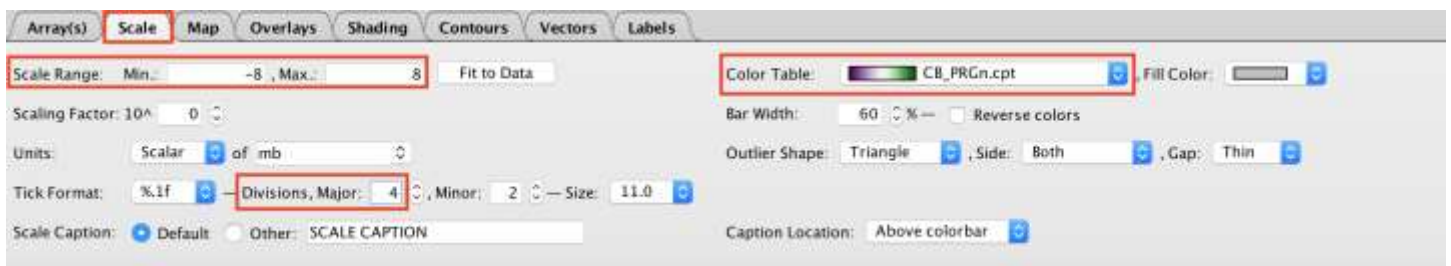 Array(s) Scale Map Overlays Shading Contours Vectors Labels
Scale Range: Min.: -8 , Max.: 8 Fit to Data Color Table: CB_PRGn.cpt , Fill Color:
Scaling Factor: 10^ 0 Bar Width: 60 % — Reverse colors
Units: Scalar of mb Outlier Shape: Triangle , Side: Both , Gap: Thin
Tick Format: %.1f — Divisions, Major: 4 , Minor: 2 — Size: 11.0
Scale Caption: Default Other: SCALE CAPTION Caption Location: Above colorbar